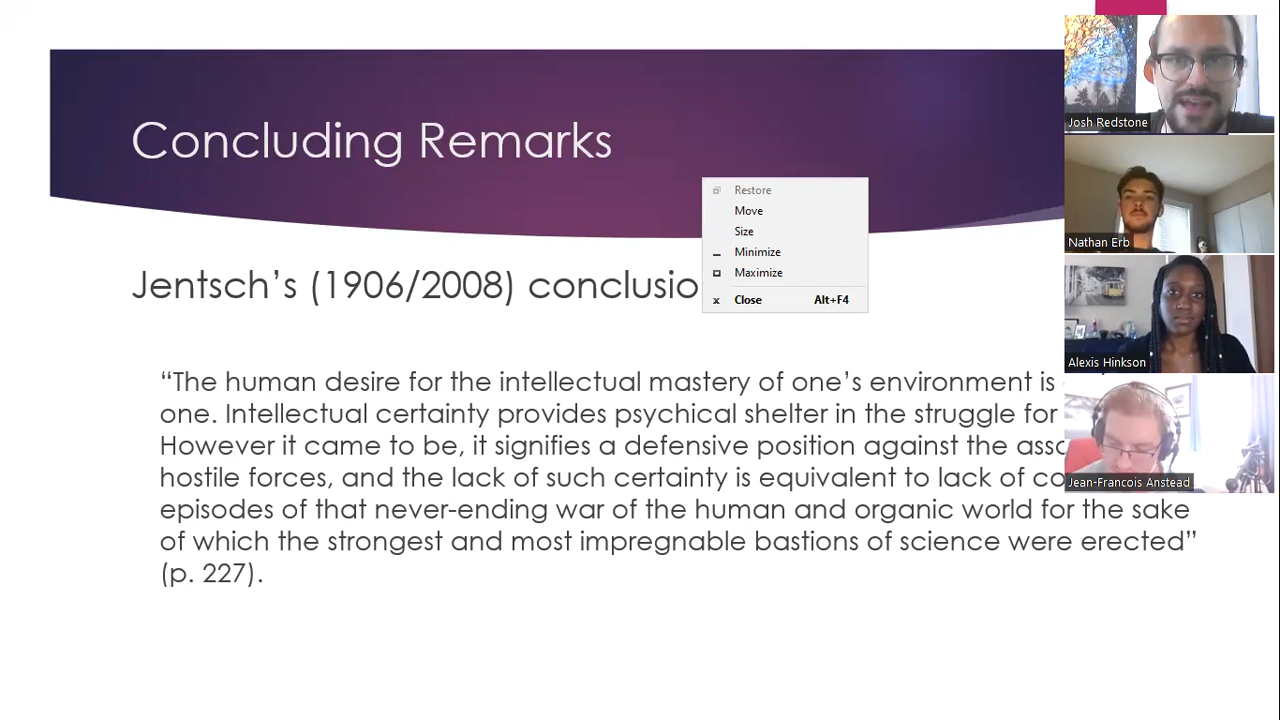 Concluding Remarks
Josh Redstone
Restore
Move
Nathan Erb
Size
Minimize
Maximize
Jentsch’s (1906/2008) conclusio
Close Alt+F4
Alexis Hinkson
“The human desire for the intellectual mastery of one’s environment is
one. Intellectual certainty provides psychical shelter in the struggle for
However it came to be, it signifies a defensive position against the
hostile forces, and the lack of such certainty is equivalent to lack of
Jean-Francois Anstead
episodes of that never-ending war of the human and organic world for the sake
of which the strongest and most impregnable bastions of science were erected”
(p. 227).